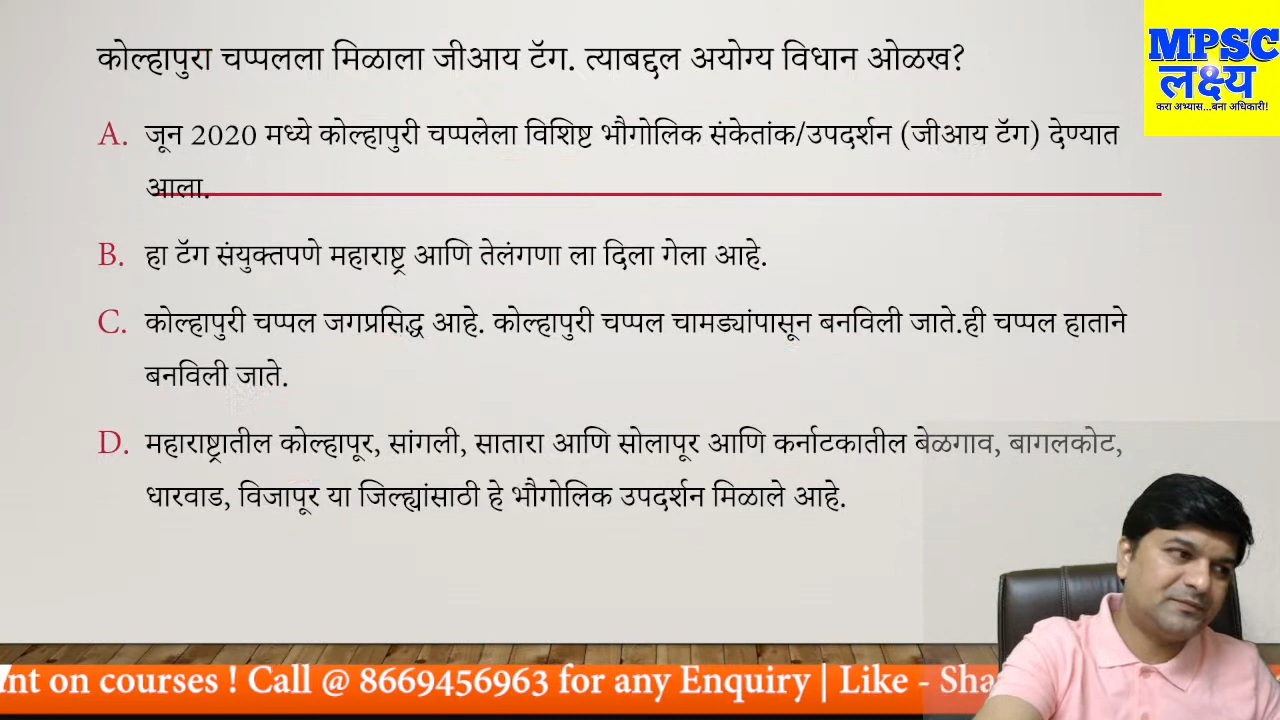 कोल्हापुरा चप्पलला मिळाला जीआय टॅग. त्याबद्दल अयोग्य विधान ओळख?
MPSC
लक्ष्य
करा अभ्यास...बना अधिकारी!
A. जून 2020 मध्ये कोल्हापुरी चप्पलेला विशिष्ट भौगोलिक संकेतांक/उपदर्शन (जीआय टॅग) देण्यात
आला.
B. हा टॅग संयुक्तपणे महाराष्ट्र आणि तेलंगणा ला दिला गेला आहे.
C. कोल्हापुरी चप्पल जगप्रसिद्ध आहे. कोल्हापुरी चप्पल चामड्यांपासून बनविली जाते.ही चप्पल हाताने
बनविली जाते.
D. महाराष्ट्रातील कोल्हापूर, सांगली, सातारा आणि सोलापूर आणि कर्नाटकातील बेळगाव, बागलकोट,
धारवाड, विजापूर या जिल्ह्यांसाठी हे भौगोलिक उपदर्शन मिळाले आहे.
nt on courses ! Call @ 8669456963 for any Enquiry | Like - Sha